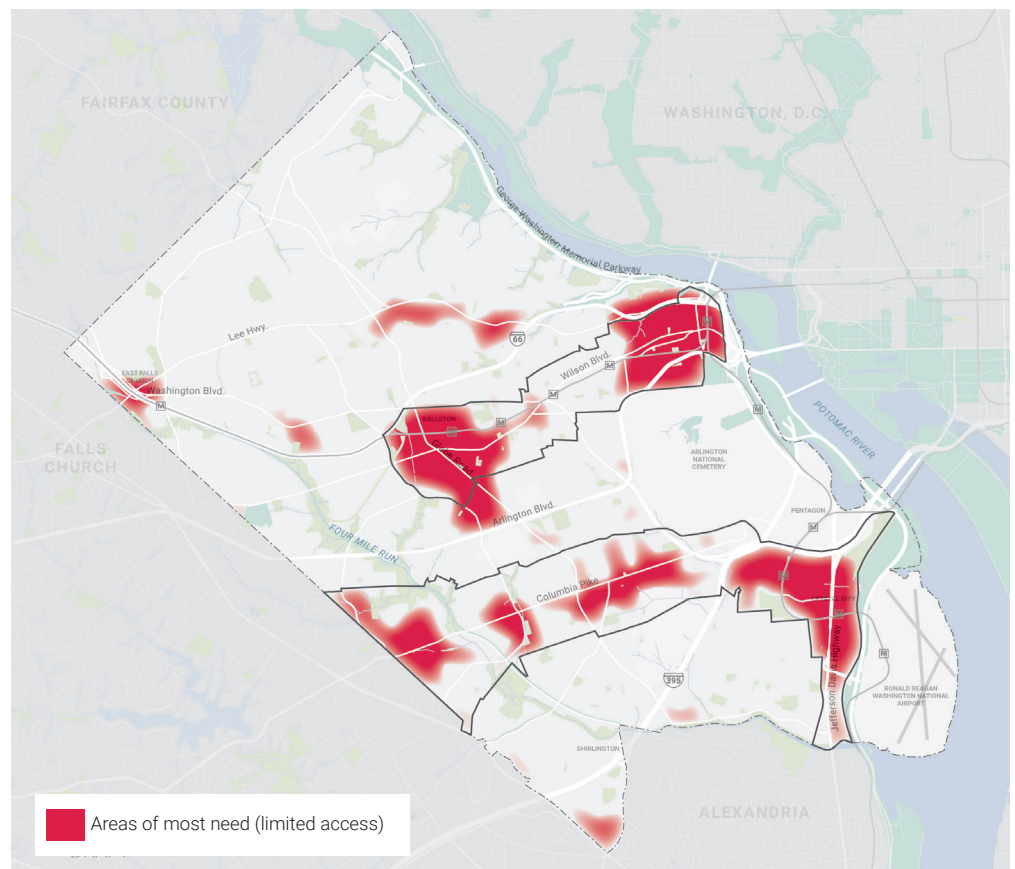 FAIRFAX COUNTY
WASHINGTON, D.C.
George Washington Memorial Parkway
Lee Hwy.
66
M
Wilson Blvd.
M
EAST FALLS
CHURCH
Washington Blvd.
M
M
BALLSTON
M
M
M
POTOMAC RIVER
FALLS
CHURCH
Glebe Road
ARLINGTON
NATIONAL
CEMETERY
Arlington Blvd.
PENTAGON
M
FOUR MILE RUN
Columbia Pike
M
CRYSTAL CITY
M
Jefferson Davis Highway
M
395
RONALD REAGAN
WASHINGTON NATIONAL
AIRPORT
SHIRLINGTON
ALEXANDRIA
Areas of most need (limited access)